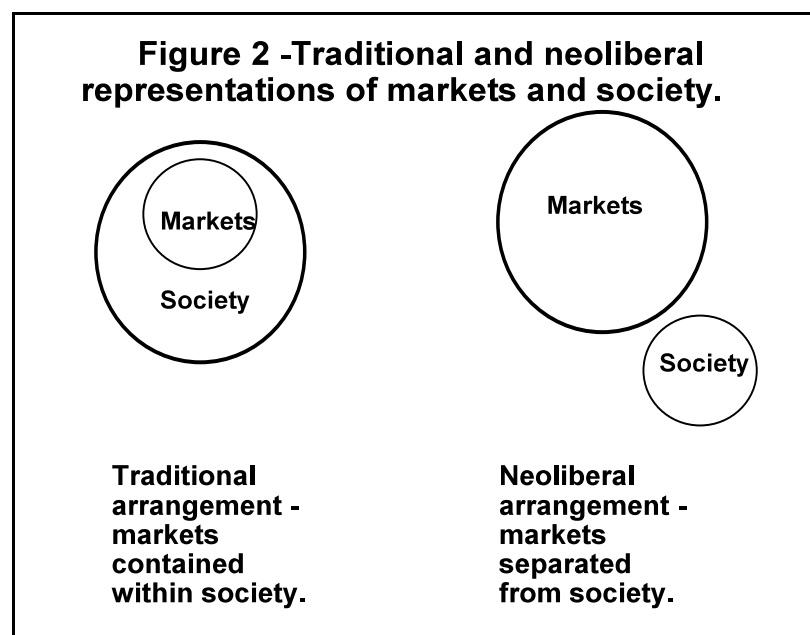 Figure 2 -Traditional and neoliberal
representations of markets and society.
Markets
Society
Markets
Society
Traditional
arrangement -
markets
contained
within society.
Neoliberal
arrangement -
markets
separated
from society.